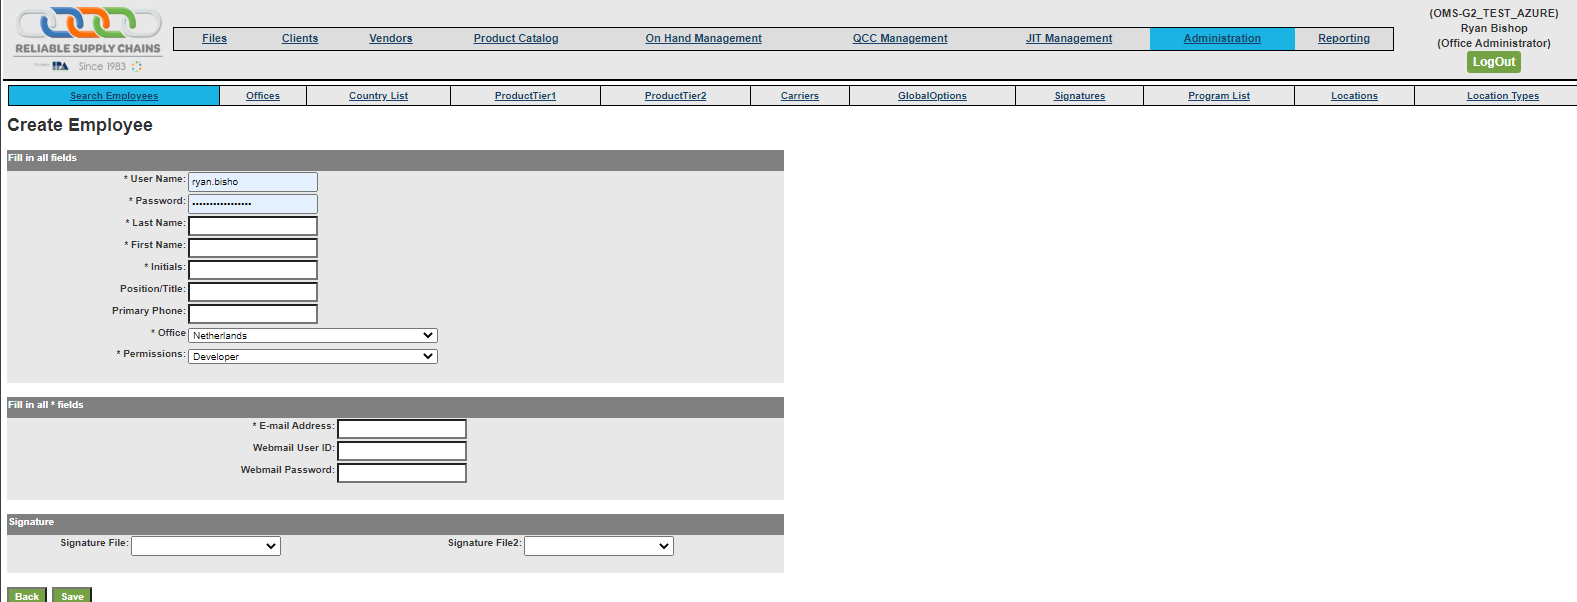 RELIABLE SUPPLY CHAINS
IPA Since 1983
Files Clients Vendors Product Catalog On Hand Management QCC Management JIT Management Administration Reporting
(OMS-G2_TEST_AZURE)
Ryan Bishop
(Office Administrator)
LogOut
Search Employees Offices Country List ProductTier1 ProductTier2 Carriers GlobalOptions Signatures Program List Locations Location Types
Create Employee
Fill in all fields
* User Name: ryan.bisho
* Password: •••••••••••••••••
* Last Name:
* First Name:
* Initials:
Position/Title:
Primary Phone:
* Office Netherlands
* Permissions: Developer
Fill in all * fields
* E-mail Address:
Webmail User ID:
Webmail Password:
Signature
Signature File: Signature File2:
Back Save